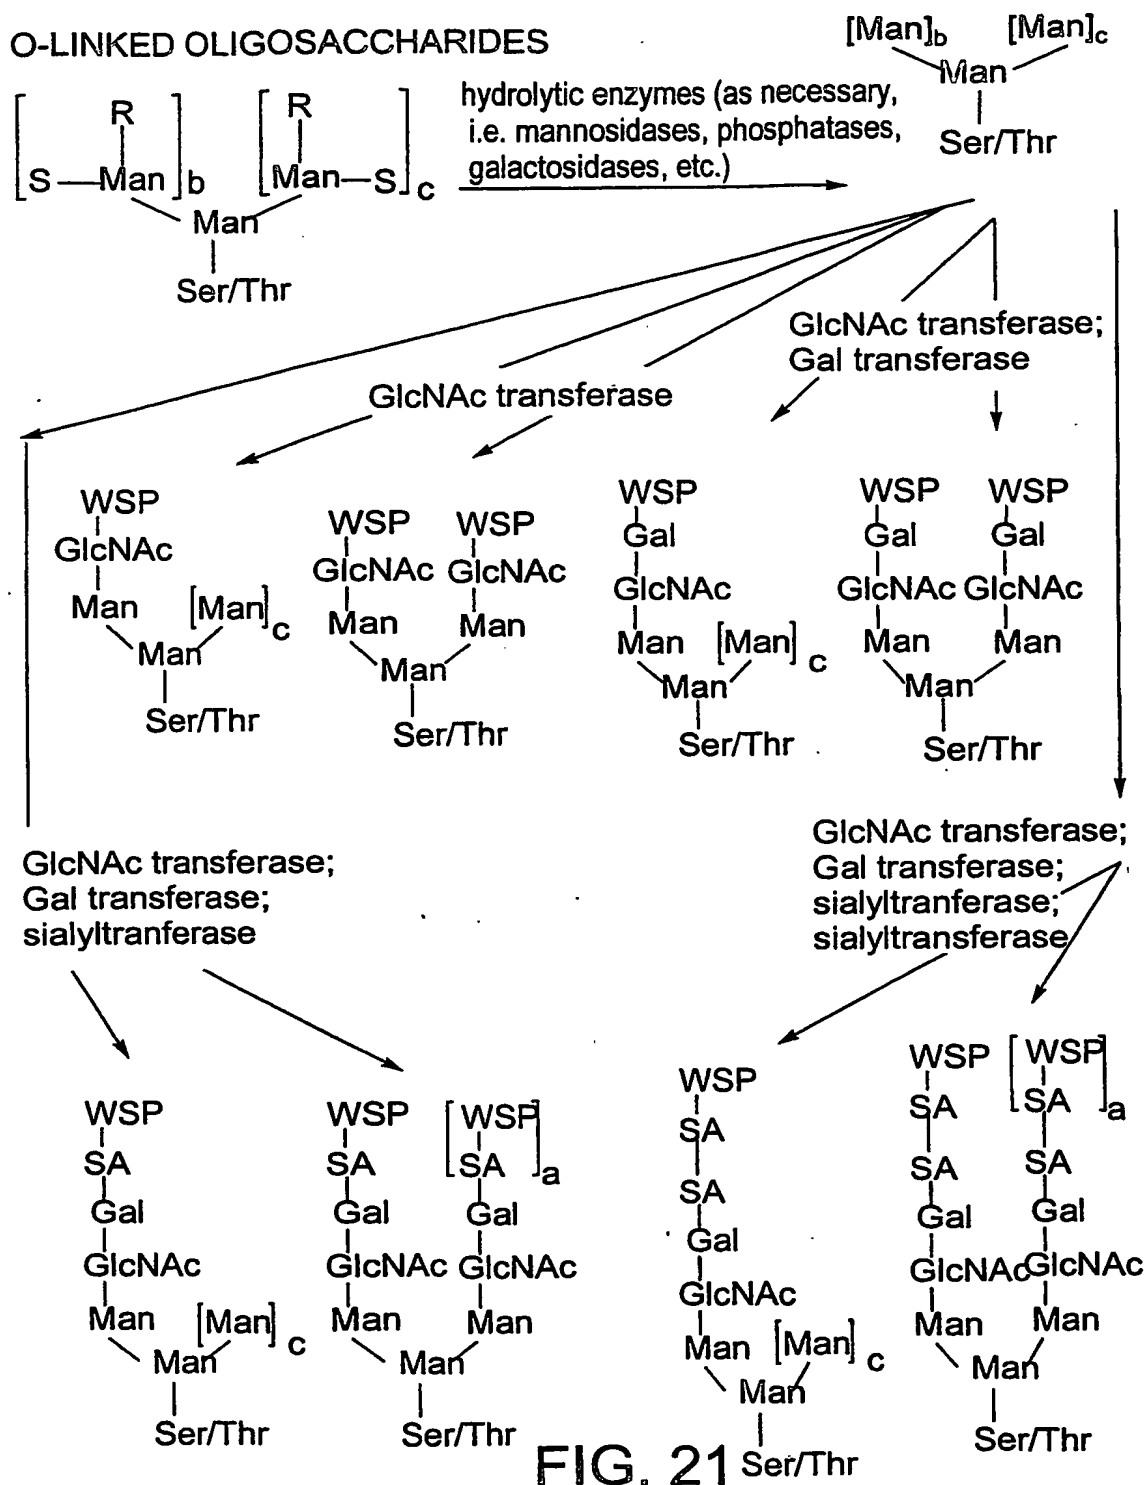 O-LINKED OLIGOSACCHARIDES
[Man]b [Man]c
Man
Ser/Thr
R R
[S—Man]b [Man—S]c
Man
Ser/Thr
hydrolytic enzymes (as necessary,
i.e. mannosidases, phosphatases,
galactosidases, etc.)
GlcNAc transferase;
Gal transferase
GlcNAc transferase
WSP
GlcNAc
Man [Man]c
Man
Ser/Thr
WSP WSP
GlcNAc GlcNAc
Man Man
Man
Ser/Thr
WSP
Gal
GlcNAc
Man [Man]c
Man
Ser/Thr
WSP WSP
Gal Gal
GlcNAc GlcNAc
Man Man
Man
Ser/Thr
GlcNAc transferase;
Gal transferase;
sialyltranferase
GlcNAc transferase;
Gal transferase;
sialyltranferase;
sialyltransferase
WSP
SA
Gal
GlcNAc
Man [Man]c
Man
Ser/Thr
WSP [WSP
SA SA]a
Gal Gal
GlcNAc GlcNAc
Man Man
Man
Ser/Thr
WSP
SA
SA
Gal
GlcNAc
Man [Man]c
Man
Ser/Thr
WSP [WSP
SA SA]a
SA SA
Gal Gal
GlcNAc GlcNAc
Man Man
Man
Ser/Thr
FIG. 21